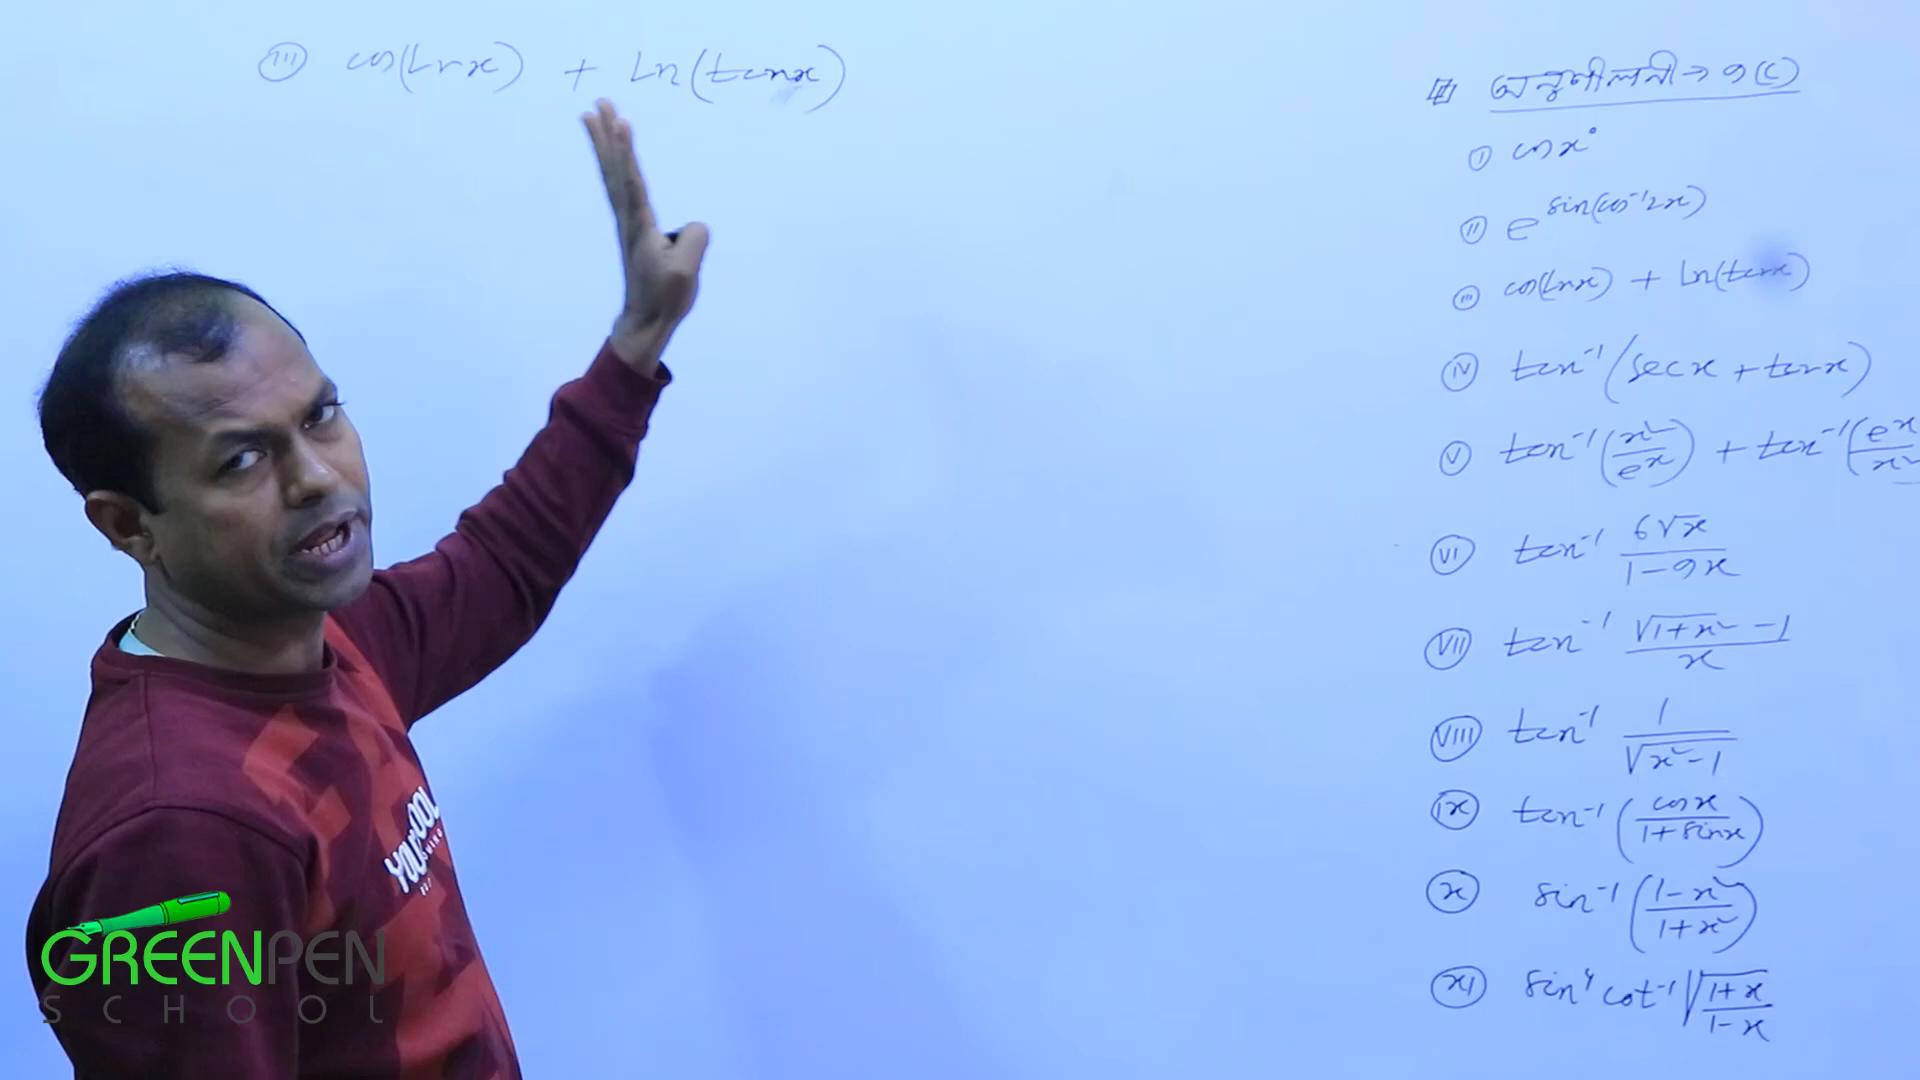 (iii) cos(lnx) + ln(tanx)
অনুশীলনী → ৯(C)
(i) cosx°
(ii) e^sin(cos⁻¹2x)
(iii) cos(lnx) + ln(tanx)
(iv) tan⁻¹(secx + tanx)
(v) tan⁻¹(x²/eˣ) + tan⁻¹(eˣ/x²
(vi) tan⁻¹ 6√x / 1-9x
(vii) tan⁻¹ √1+x² - 1 / x
(viii) tan⁻¹ 1 / √x²-1
(ix) tan⁻¹(cosx / 1+sinx)
(x) sin⁻¹(1-x² / 1+x²)
(xi) sin⁴ cot⁻¹ √1+x / 1-x
GREENPEN
SCHOOL